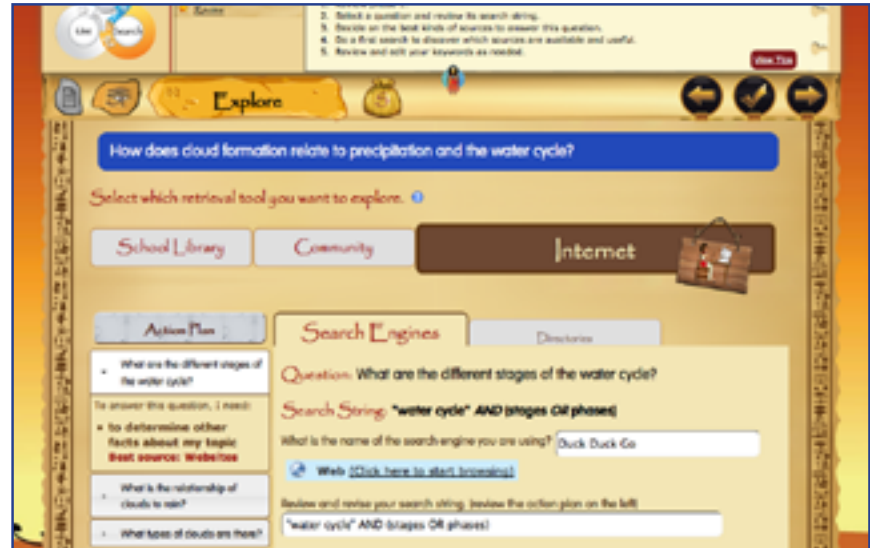 Use
Search
Review
2. Select a question and review its search string.
3. Decide on the best kinds of sources to answer this question.
4. Do a first search to discover which sources are available and useful.
5. Review and edit your keywords as needed.
View Tips
Explore
How does cloud formation relate to precipitation and the water cycle?
Select which retrieval tool you want to explore.
School Library
Community
Internet
Action Plan
Search Engines
Directories
What are the different stages of
the water cycle?
Question: What are the different stages of the water cycle?
To answer this question, I need:
Search String: "water cycle" AND (stages OR phases)
to determine other
facts about my topic
Best source: Websites
What is the name of the search engine you are using? Duck Duck Go
Web (Click here to start browsing)
What is the relationship of
clouds to rain?
Review and revise your search string. (review the action plan on the left)
"water cycle" AND (stages OR phases)
What types of clouds are there?